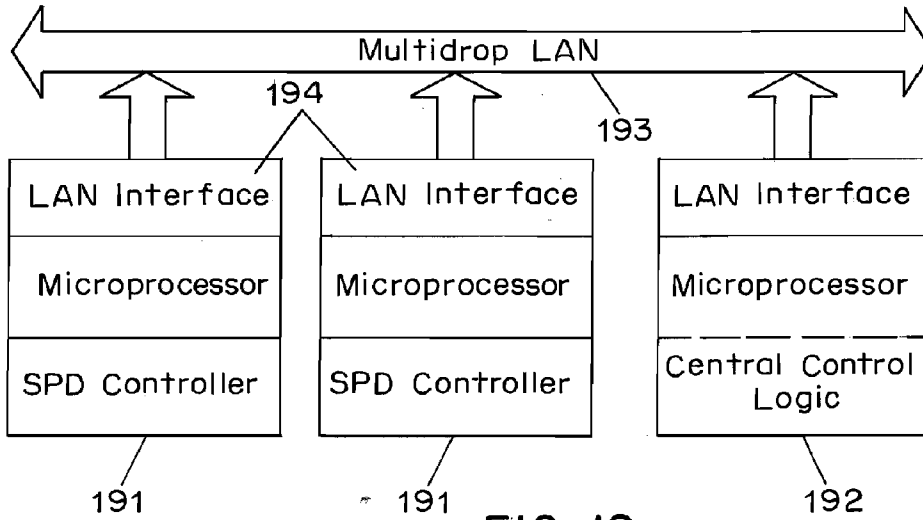 Multidrop LAN
194
193
LAN Interface
LAN Interface
LAN Interface
Microprocessor
Microprocessor
Microprocessor
SPD Controller
SPD Controller
Central Control
Logic
191
191
192